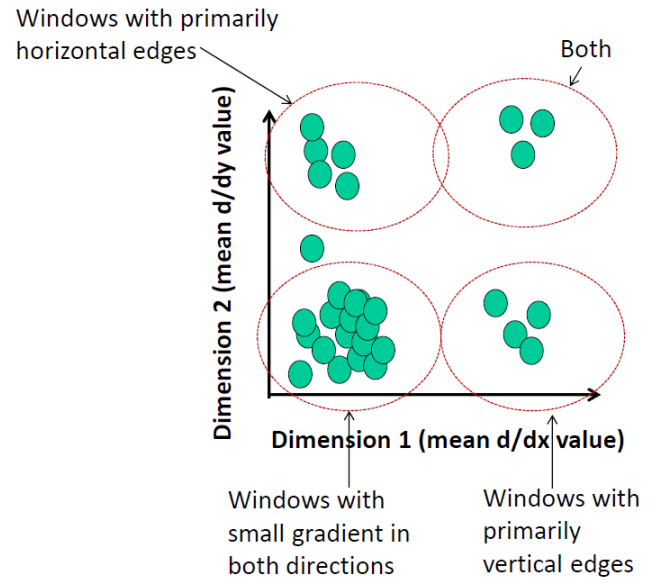 Windows with primarily
horizontal edges
Both
Dimension 2 (mean d/dy value)
Dimension 1 (mean d/dx value)
Windows with
small gradient in
both directions
Windows with
primarily
vertical edges